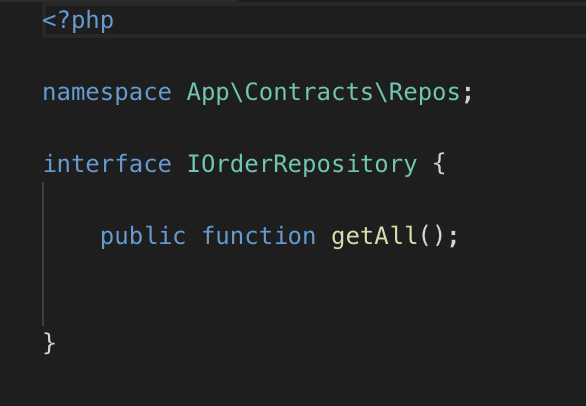 <?php
namespace App\Contracts\Repos;
interface IOrderRepository {
public function getAll();
}